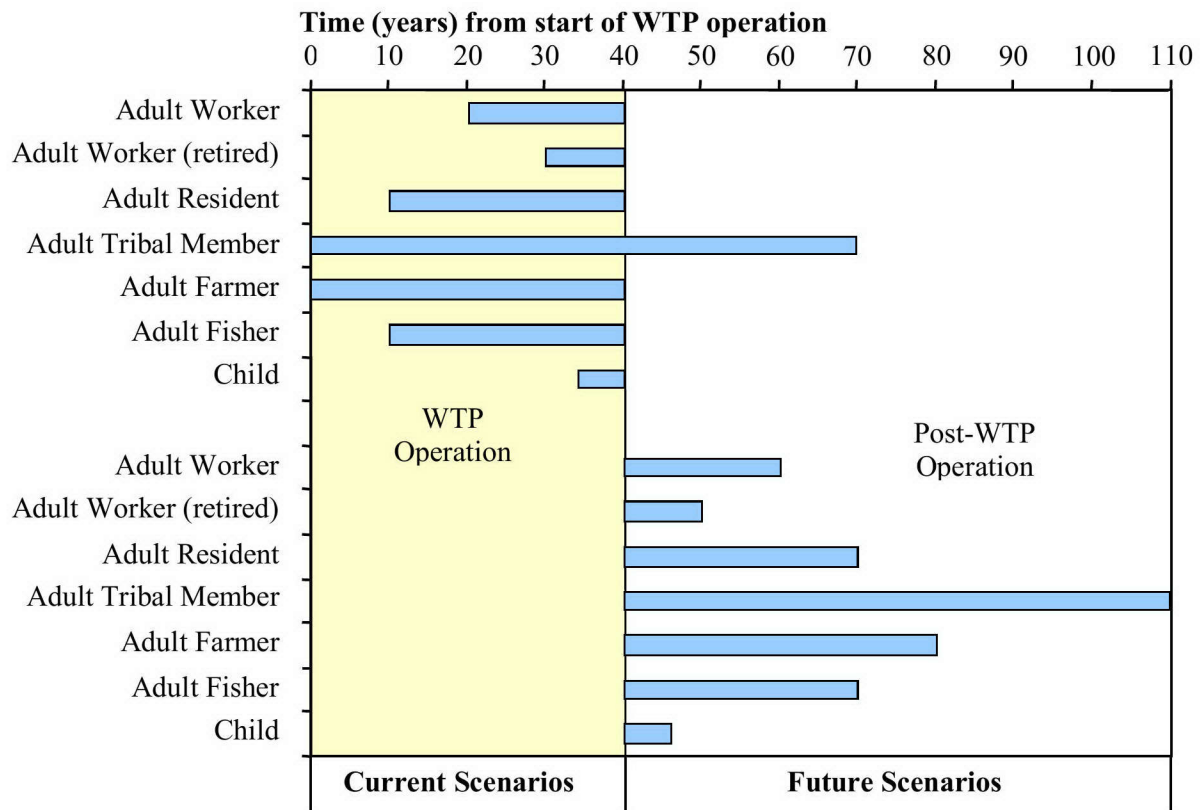 Time (years) from start of WTP operation
0 10 20 30 40 50 60 70 80 90 100 110
Adult Worker
Adult Worker (retired)
Adult Resident
Adult Tribal Member
Adult Farmer
Adult Fisher
Child
WTP
Operation
Post-WTP
Operation
Adult Worker
Adult Worker (retired)
Adult Resident
Adult Tribal Member
Adult Farmer
Adult Fisher
Child
Current Scenarios
Future Scenarios